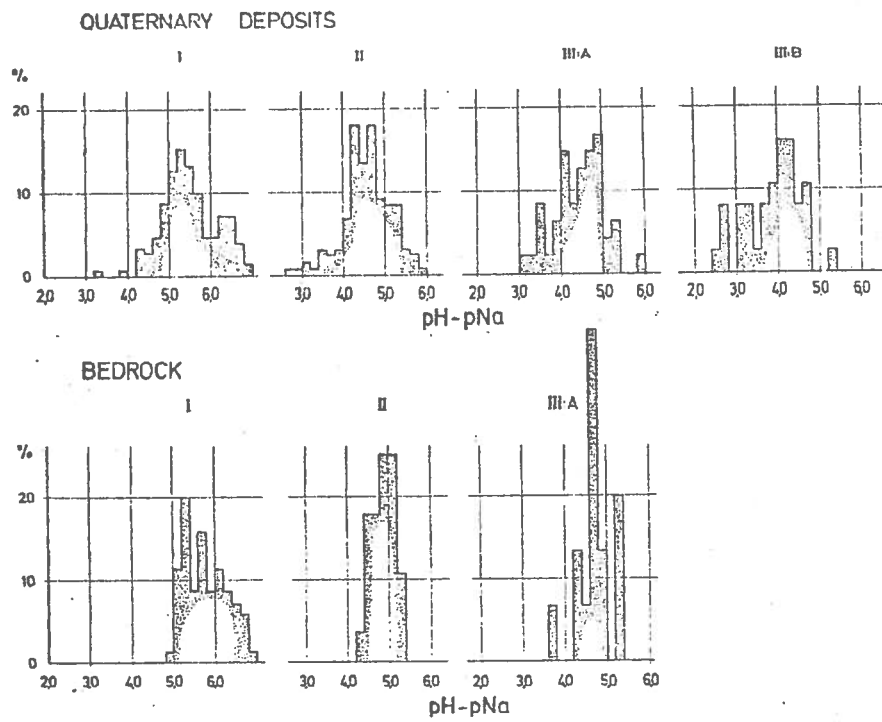 QUATERNARY DEPOSITS
I II III:A III:B
%
20
10
0
2,0 3,0 4,0 5,0 6,0 3,0 4,0 5,0 6,0 2,0 3,0 4,0 5,0 6,0 2,0 3,0 4,0 5,0 6,0
pH-pNa
BEDROCK
I II III:A
%
20
10
0
2,0 3,0 4,0 5,0 6,0 3,0 4,0 5,0 6,0 2,0 3,0 4,0 5,0 6,0
pH-pNa